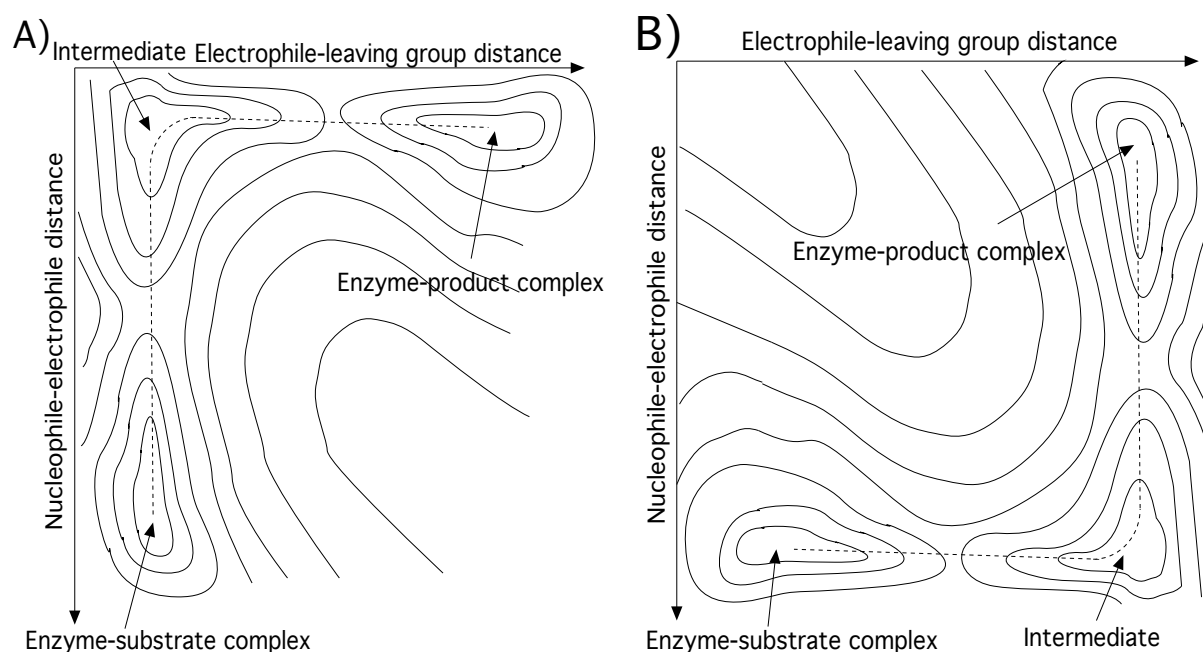 A)
Intermediate
Electrophile-leaving group distance
Nucleophile-electrophile distance
Enzyme-product complex
Enzyme-substrate complex
B)
Electrophile-leaving group distance
Nucleophile-electrophile distance
Enzyme-product complex
Enzyme-substrate complex
Intermediate